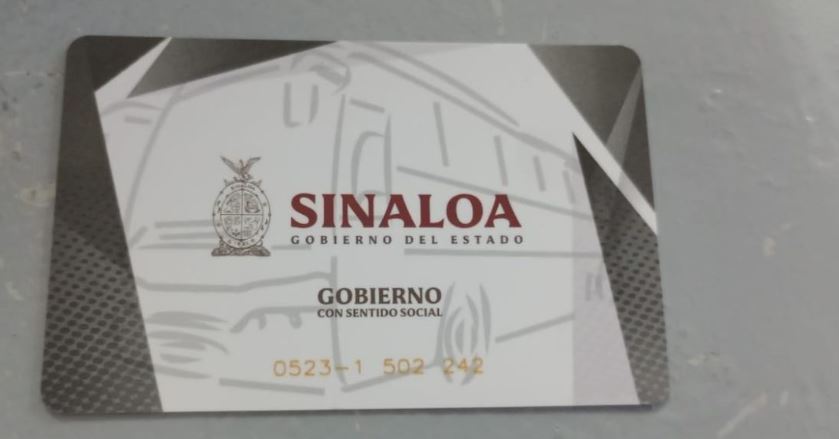 SINALOA
GOBIERNO DEL ESTADO
GOBIERNO
CON SENTIDO SOCIAL
0523-1 502 242